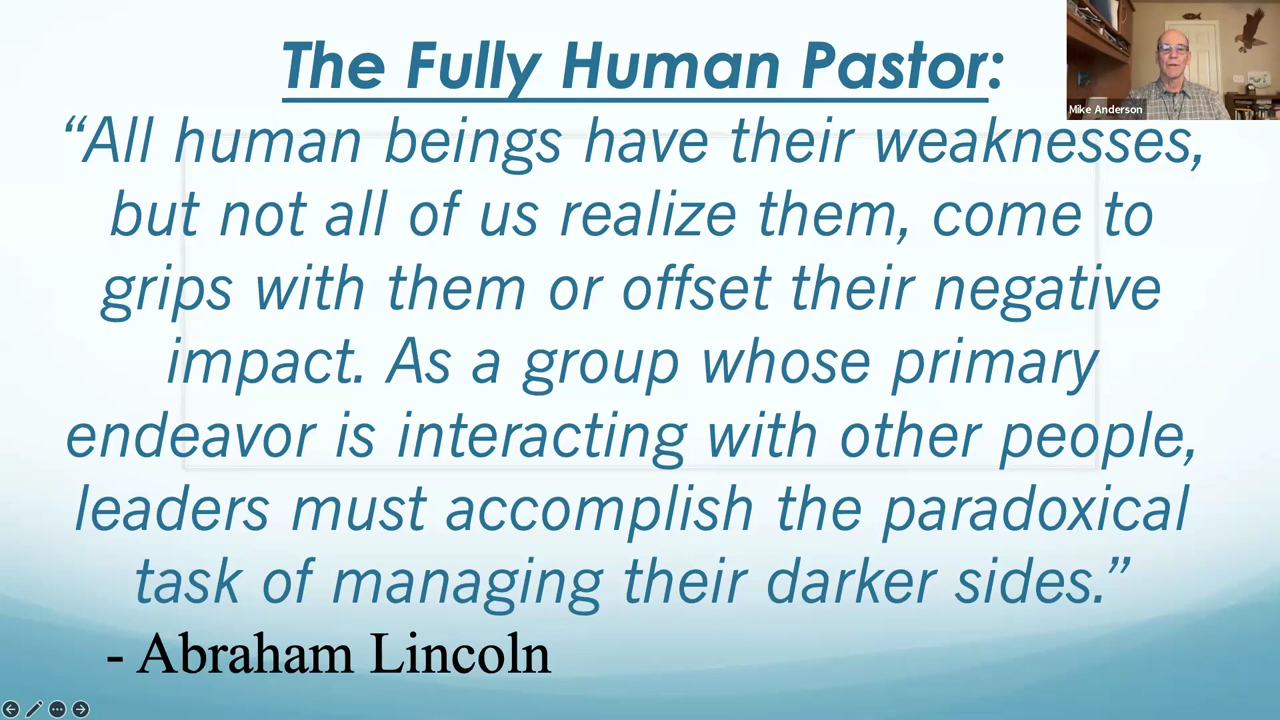 The Fully Human Pastor:
Mike Anderson
“All human beings have their weaknesses,
but not all of us realize them, come to
grips with them or offset their negative
impact. As a group whose primary
endeavor is interacting with other people,
leaders must accomplish the paradoxical
task of managing their darker sides.”
- Abraham Lincoln